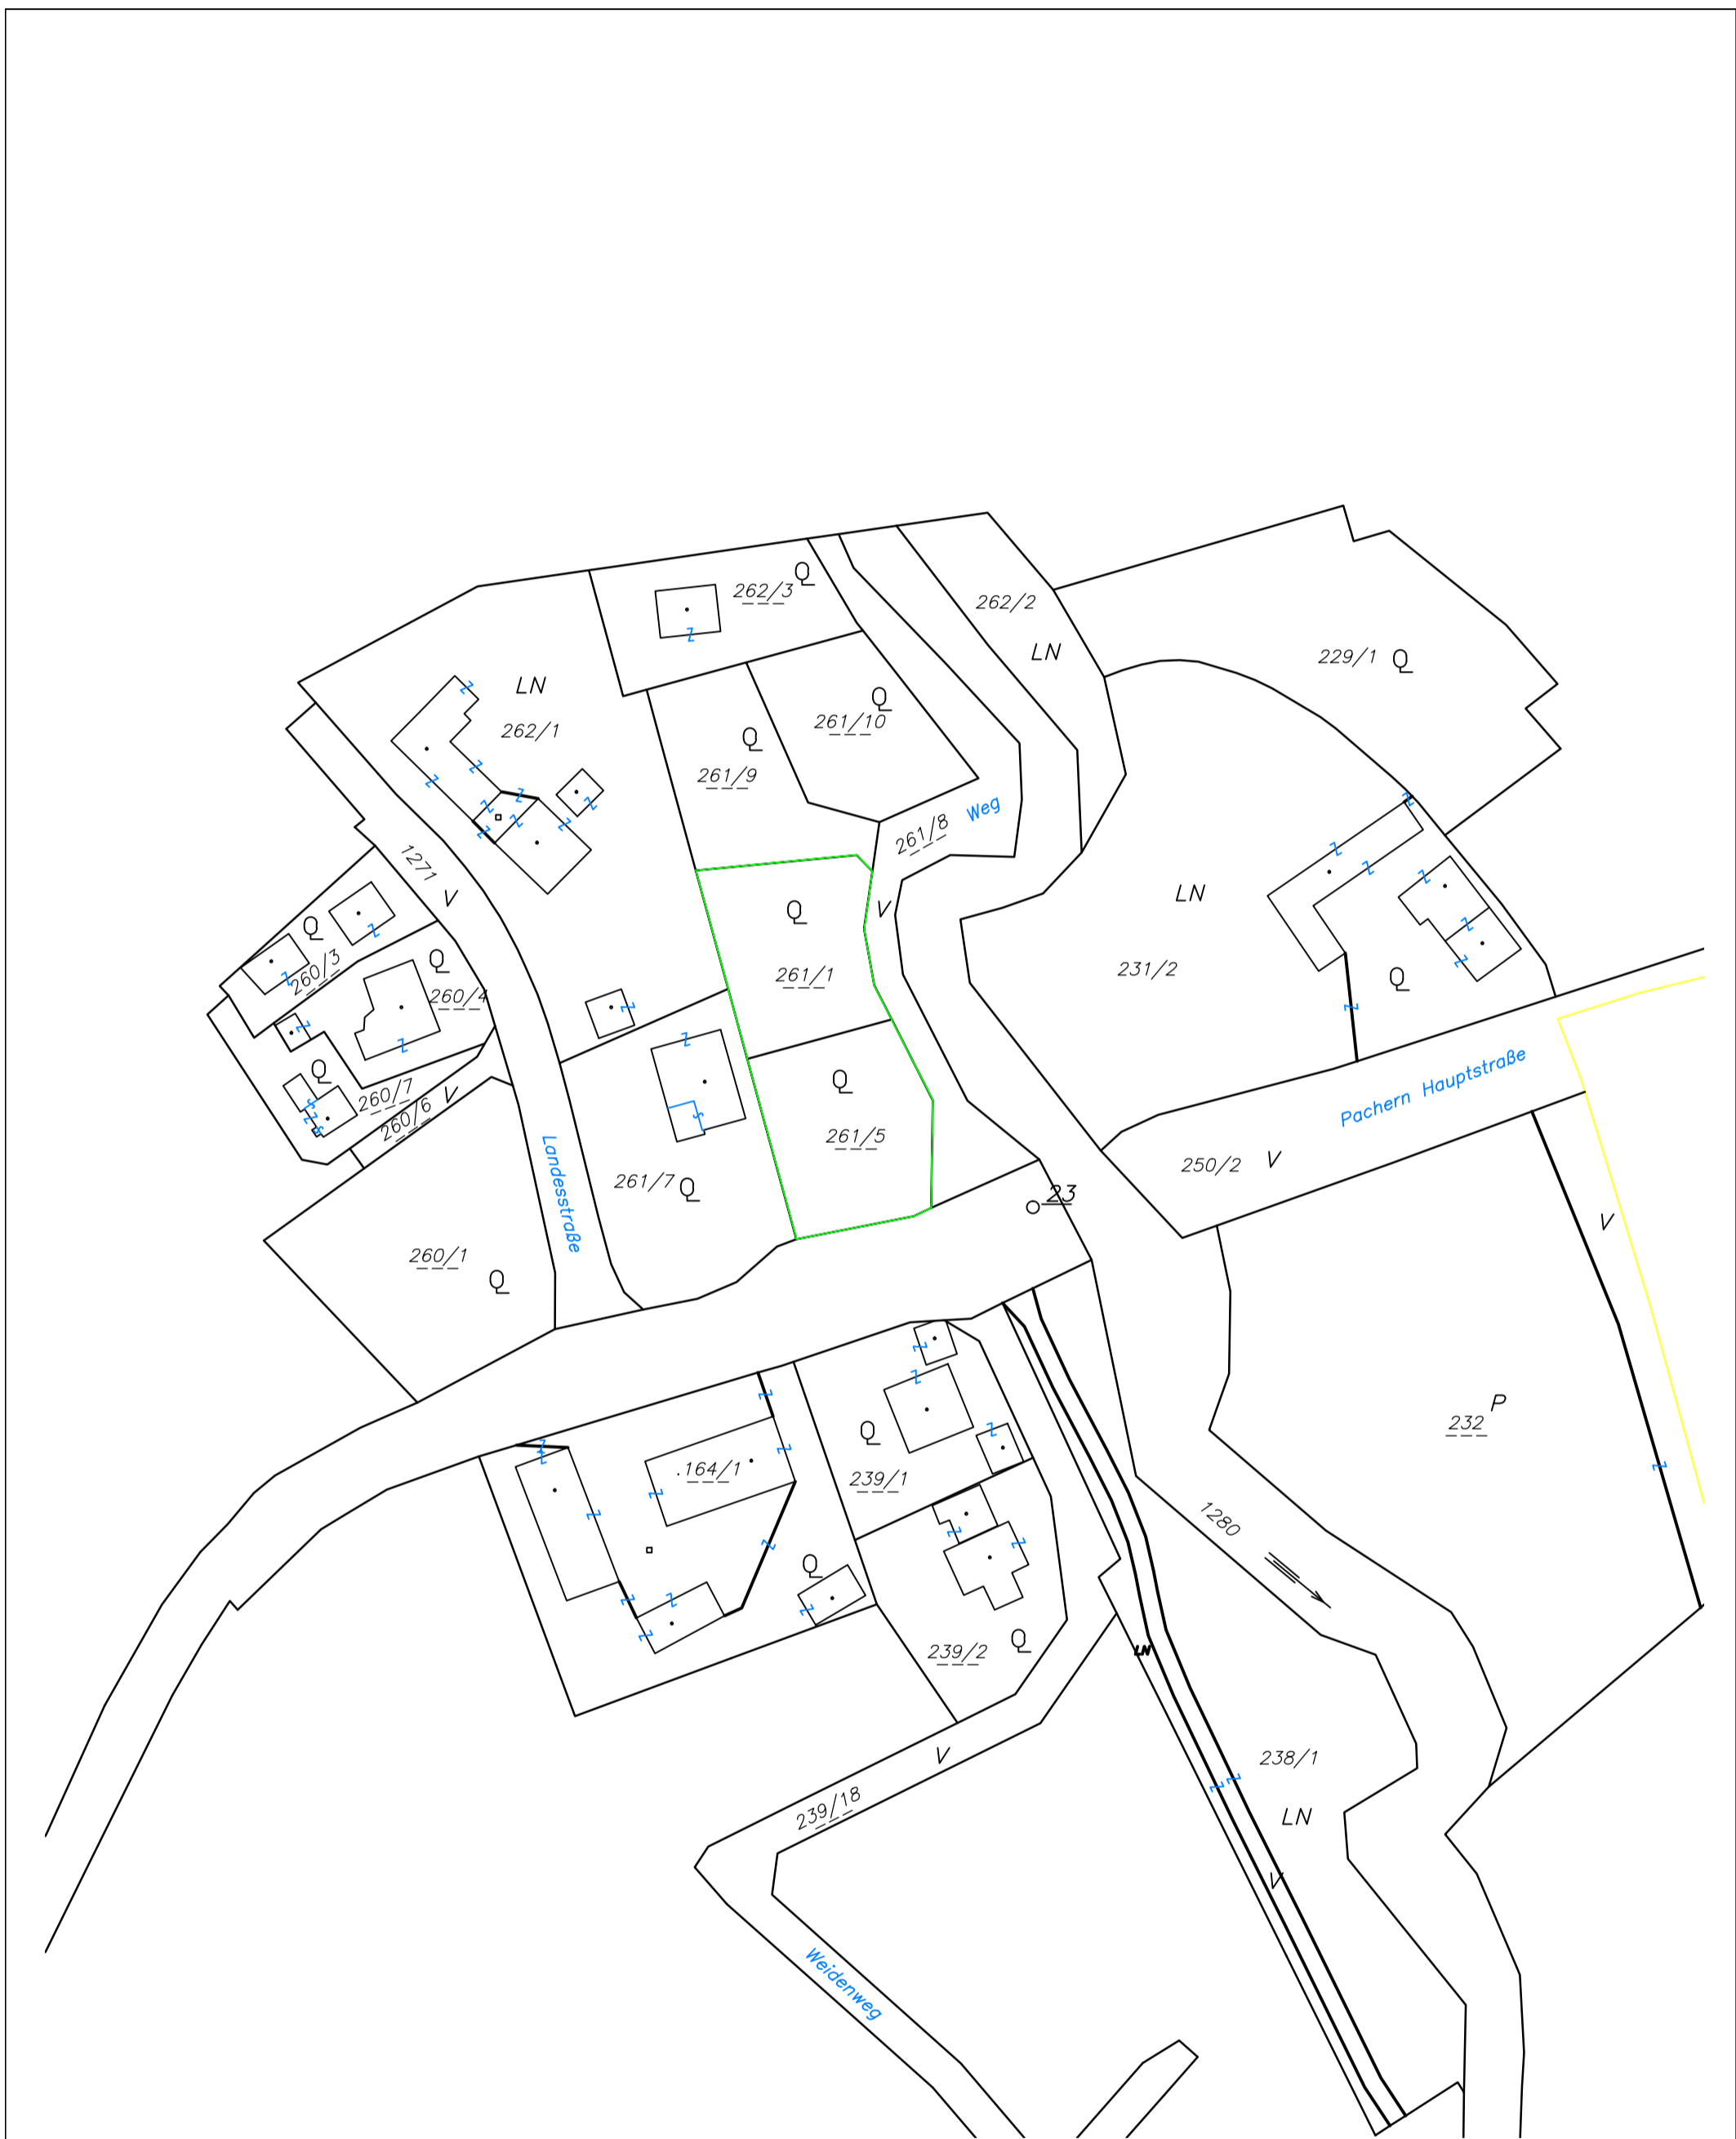 Q
262/3
262/2
LN
229/1 Q
LN
262/1
Q
261/10
Q
261/9
Weg
261/8
1271
V
Q
V
LN
Q
260/3
Q
260/4
261/1
231/2
Q
Q
260/7
V
260/6
Q
261/5
Pachern Hauptstraße
Landesstraße
261/7 Q
250/2 V
23
V
260/1
Q
P
232
Q
.164/1
239/1
1280
Q
239/2
Q
LN
V
238/1
239/18
LN
V
Weidenweg